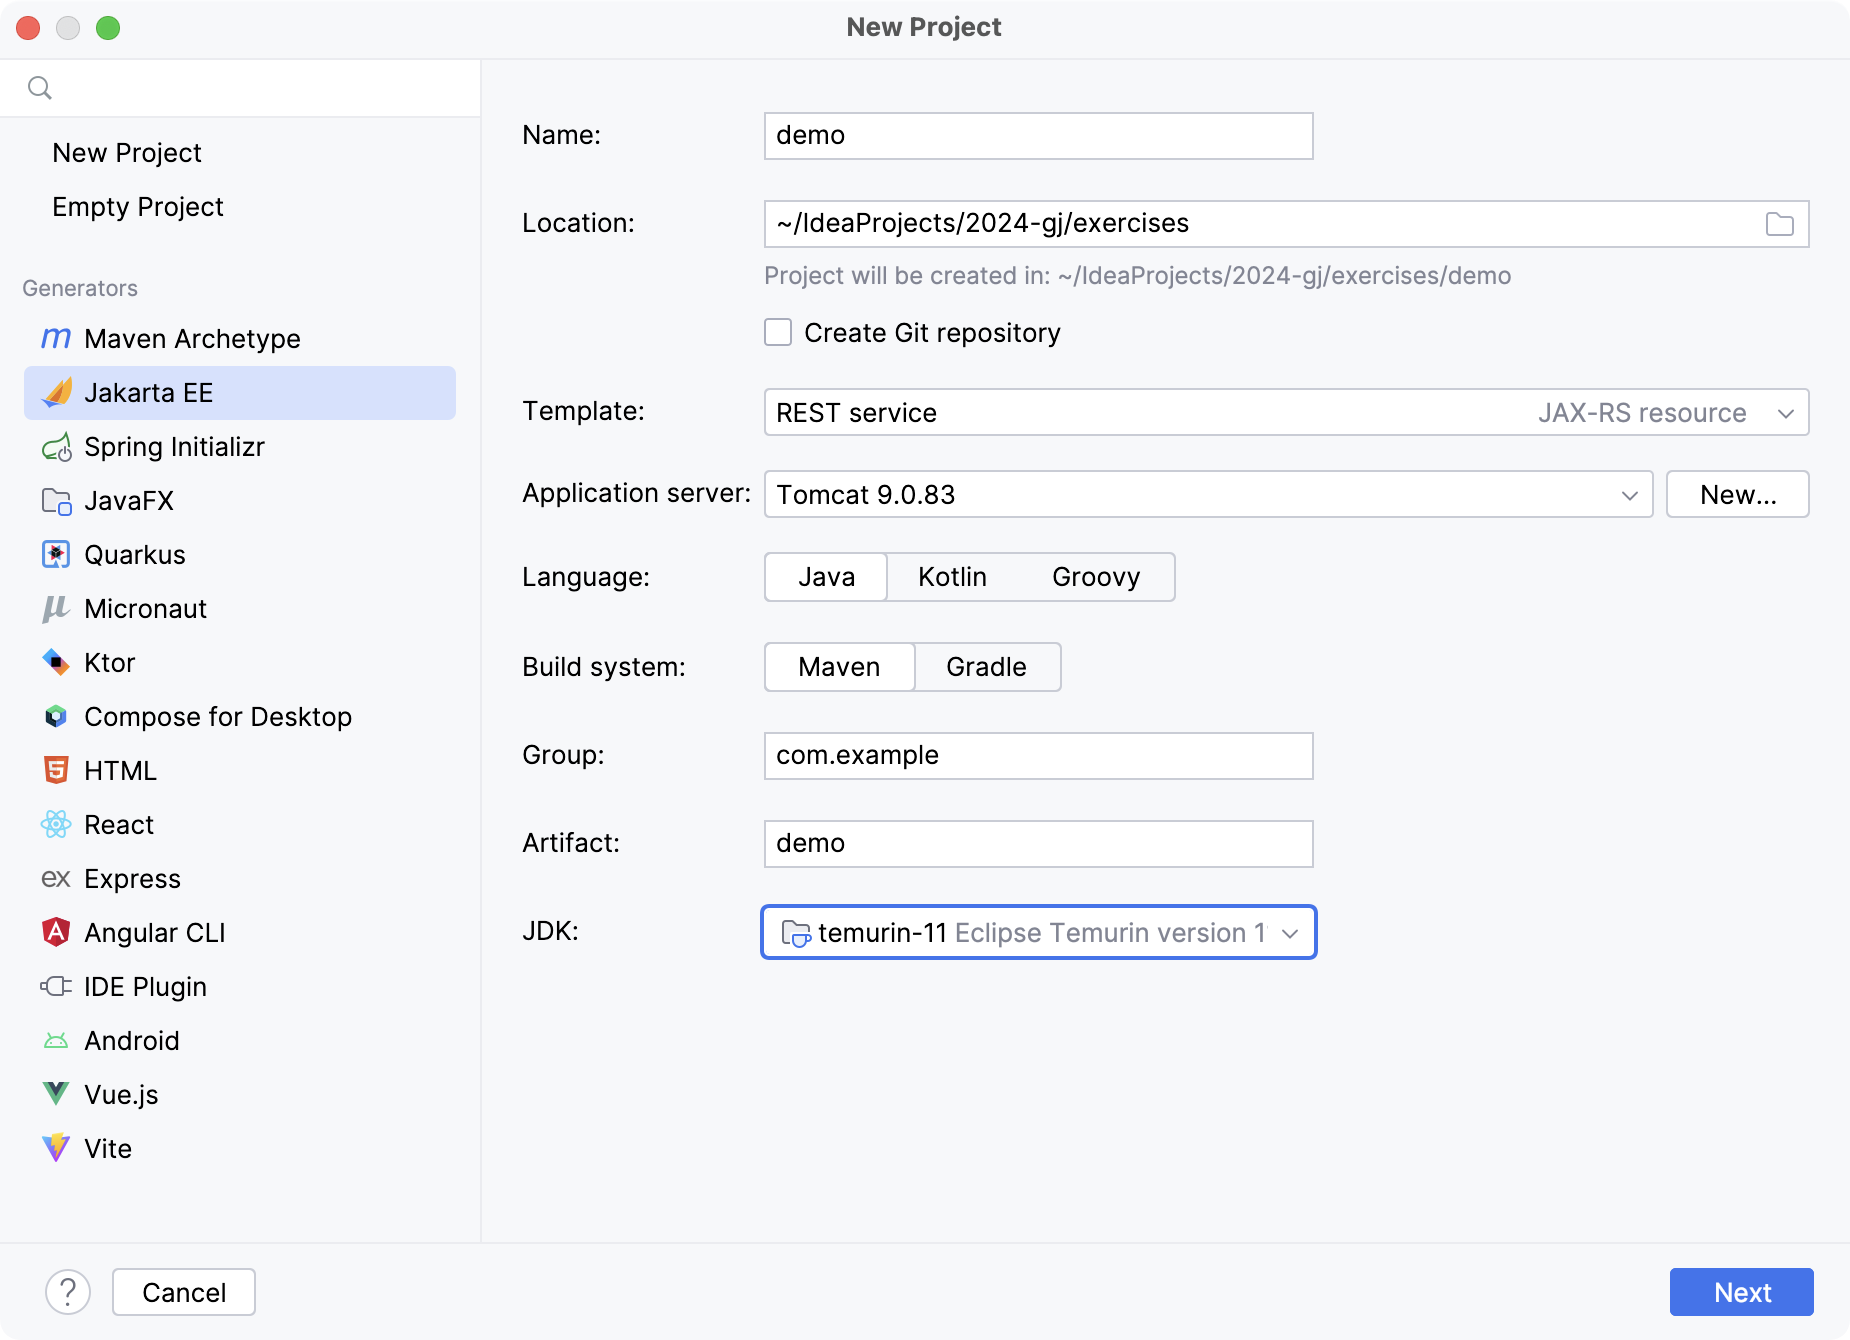 New Project
New Project
Empty Project
Generators
Maven Archetype
Jakarta EE
Spring Initializr
JavaFX
Quarkus
Micronaut
Ktor
Compose for Desktop
HTML
React
Express
Angular CLI
IDE Plugin
Android
Vue.js
Vite
Name: demo
Location: ~/IdeaProjects/2024-gj/exercises
Project will be created in: ~/IdeaProjects/2024-gj/exercises/demo
Create Git repository
Template: REST service JAX-RS resource
Application server: Tomcat 9.0.83 New...
Language: Java Kotlin Groovy
Build system: Maven Gradle
Group: com.example
Artifact: demo
JDK: temurin-11 Eclipse Temurin version 1
? Cancel Next